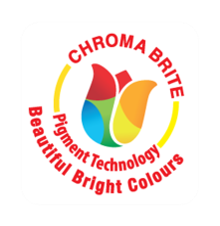 CHROMA BRITE
Pigment Technology
Beautiful Bright Colours